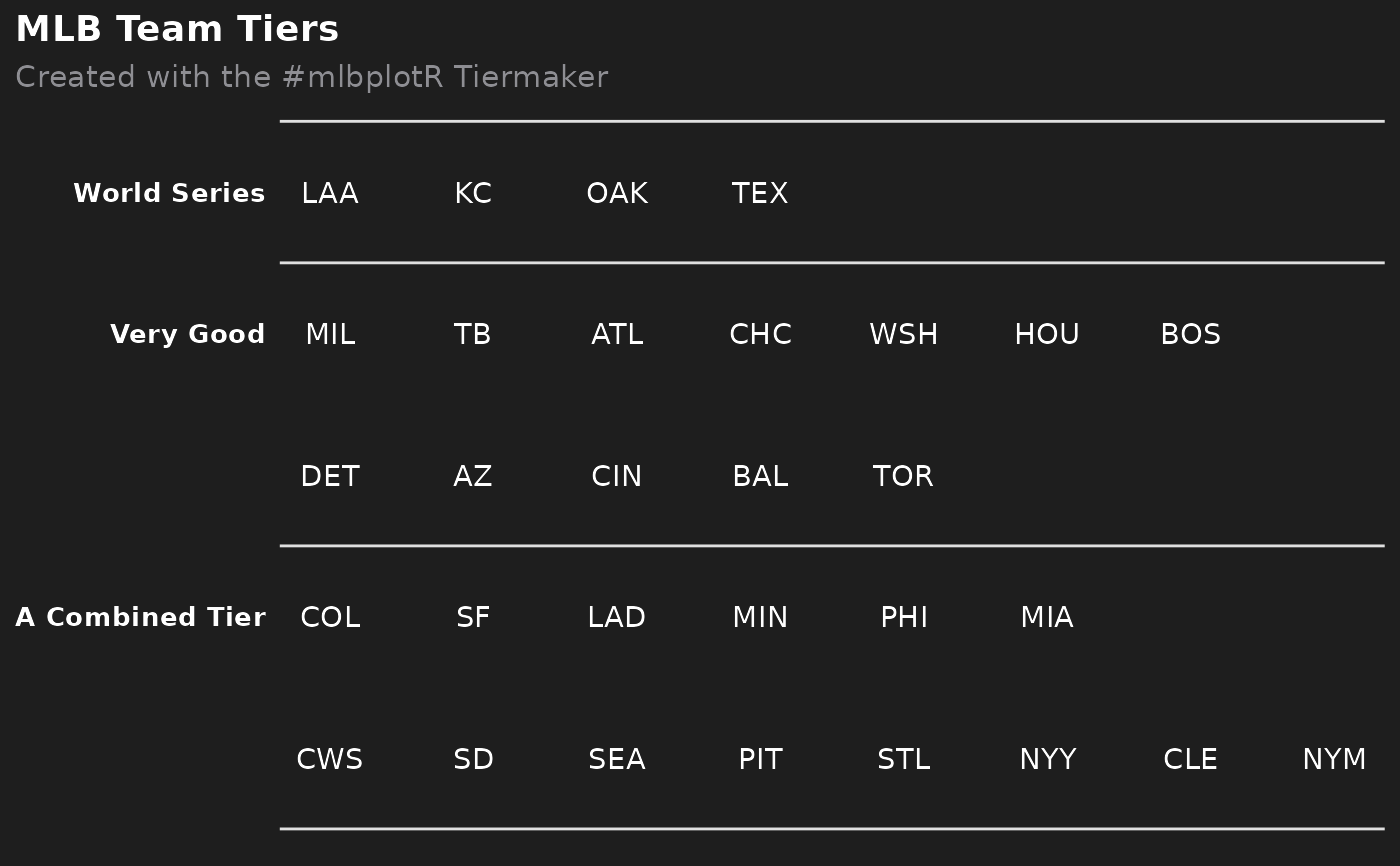 MLB Team Tiers
Created with the #mlbplotR Tiermaker
World Series LAA KC OAK TEX
Very Good MIL TB ATL CHC WSH HOU BOS
DET AZ CIN BAL TOR
A Combined Tier COL SF LAD MIN PHI MIA
CWS SD SEA PIT STL NYY CLE NYM